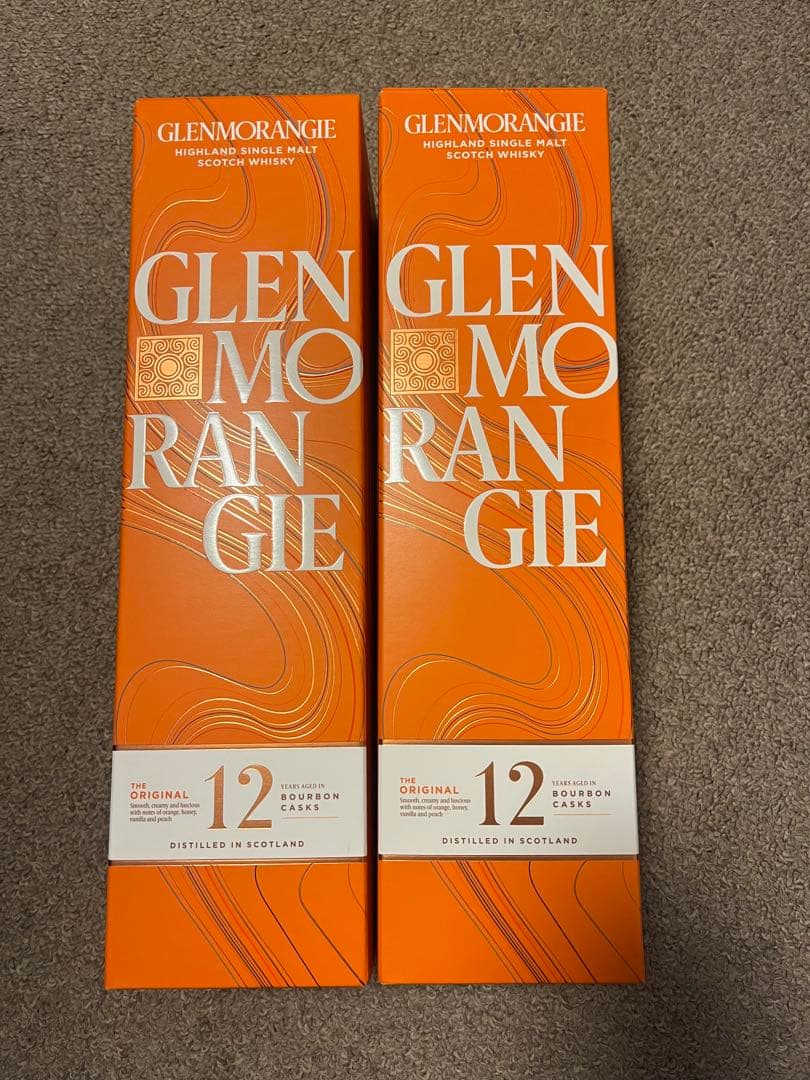 GLENMORANGIE
HIGHLAND SINGLE MALT
SCOTCH WHISKY
GLEN
MO
RAN
GIE
THE
ORIGINAL
Smooth, creamy and luscious
with notes of orange, honey,
vanilla and peach
12
YEARS AGED IN
BOURBON
CASKS
DISTILLED IN SCOTLAND
GLENMORANGIE
HIGHLAND SINGLE MALT
SCOTCH WHISKY
GLEN
MO
RAN
GIE
THE
ORIGINAL
Smooth, creamy and luscious
with notes of orange, honey,
vanilla and peach
12
YEARS AGED IN
BOURBON
CASKS
DISTILLED IN SCOTLAND